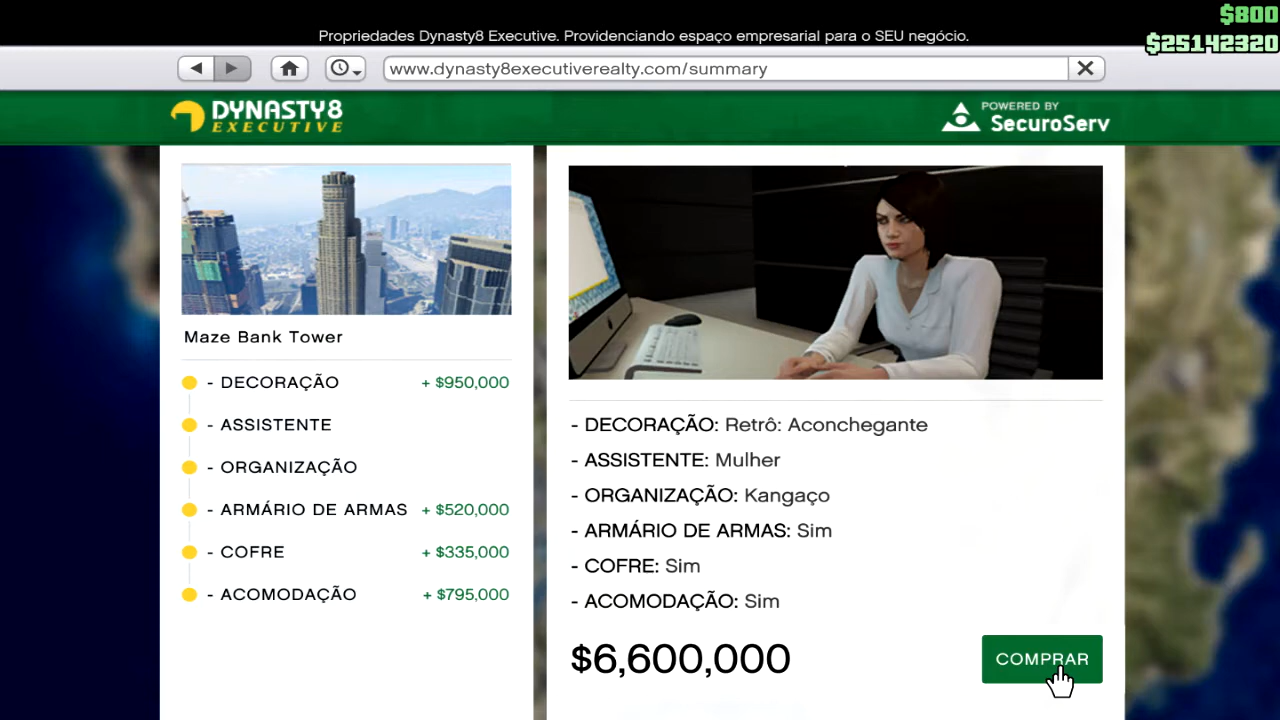 $800
Propriedades Dynasty8 Executive. Providenciando espaço empresarial para o SEU negócio.
$25142320
www.dynasty8executiverealty.com/summary
DYNASTY8
EXECUTIVE
POWERED BY
SecuroServ
Maze Bank Tower
- DECORAÇÃO + $950,000
- ASSISTENTE
- ORGANIZAÇÃO
- ARMÁRIO DE ARMAS + $520,000
- COFRE + $335,000
- ACOMODAÇÃO + $795,000
- DECORAÇÃO: Retrô: Aconchegante
- ASSISTENTE: Mulher
- ORGANIZAÇÃO: Kangaço
- ARMÁRIO DE ARMAS: Sim
- COFRE: Sim
- ACOMODAÇÃO: Sim
$6,600,000
COMPRAR